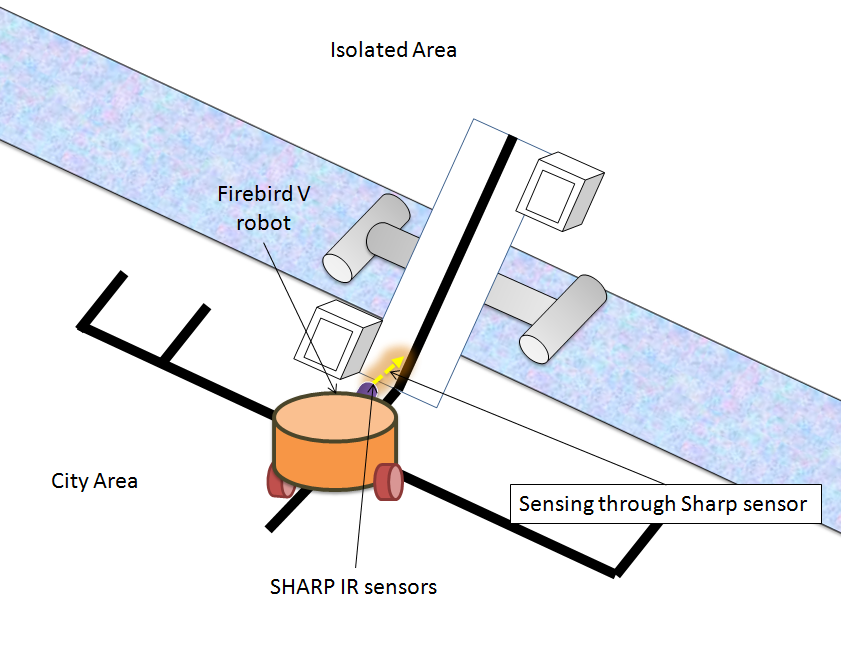 Isolated Area
Firebird V
robot
City Area
Sensing through Sharp sensor
SHARP IR sensors